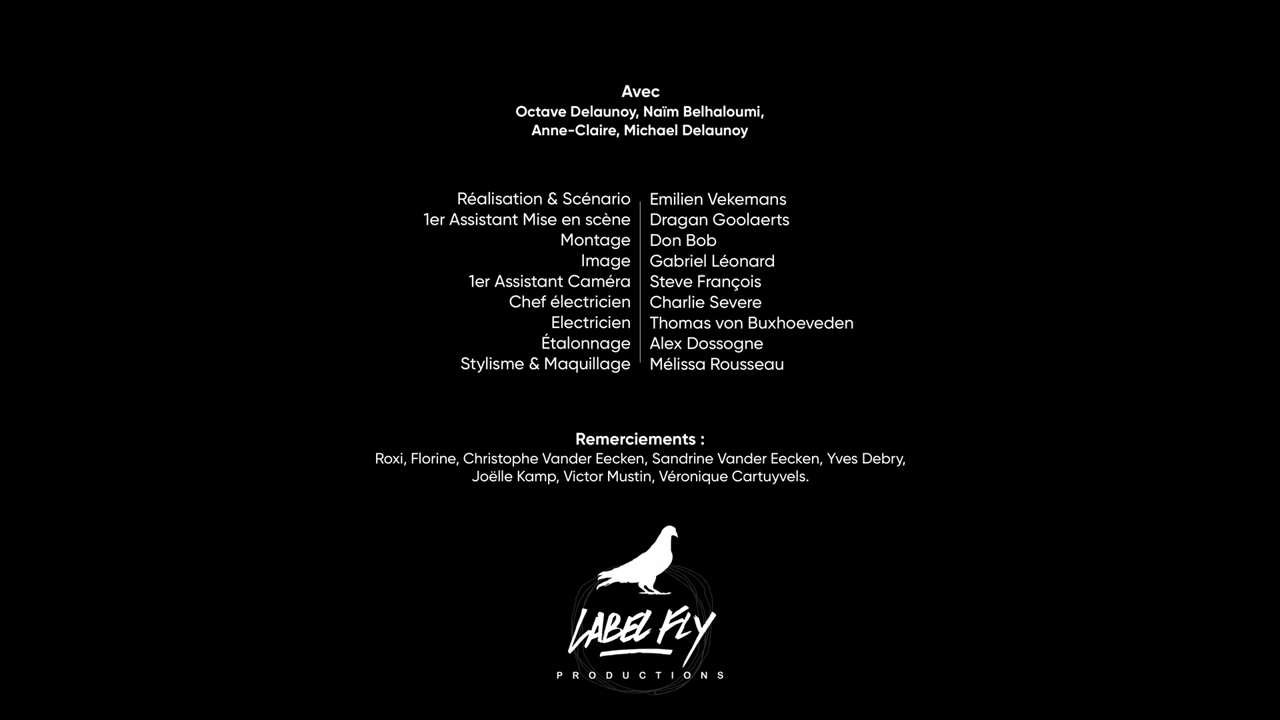 Avec
Octave Delaunoy, Naïm Belhaloumi,
Anne-Claire, Michael Delaunoy
Réalisation & Scénario Emilien Vekemans
1er Assistant Mise en scène Dragan Goolaerts
Montage Don Bob
Image Gabriel Léonard
1er Assistant Caméra Steve François
Chef électricien Charlie Severe
Electricien Thomas von Buxhoeveden
Étalonnage Alex Dossogne
Stylisme & Maquillage Mélissa Rousseau
Remerciements :
Roxi, Florine, Christophe Vander Eecken, Sandrine Vander Eecken, Yves Debry,
Joëlle Kamp, Victor Mustin, Véronique Cartuyvels.
LABEL FLY
PRODUCTIONS